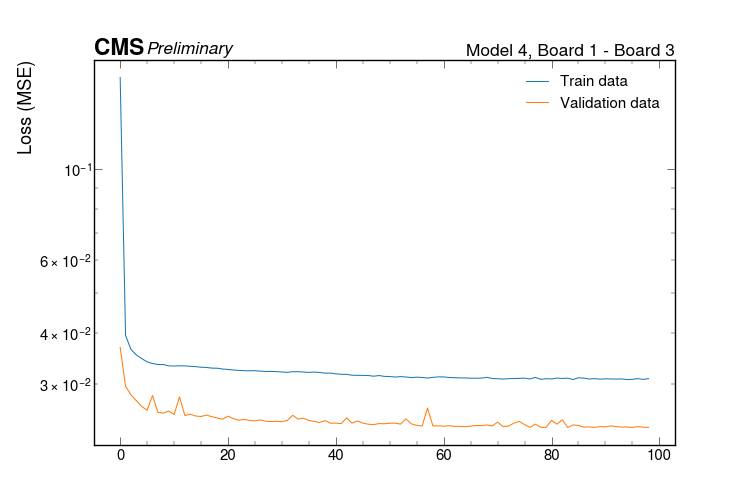 CMS Preliminary
Model 4, Board 1 - Board 3
Loss (MSE)
Train data
Validation data
10⁻¹
6 × 10⁻²
4 × 10⁻²
3 × 10⁻²
0 20 40 60 80 100